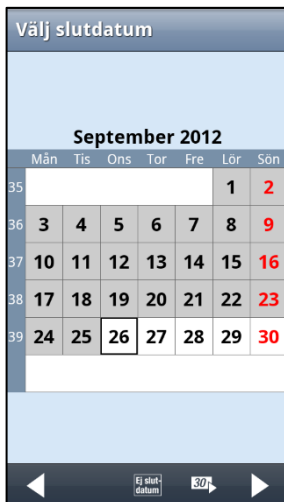 Välj slutdatum
September 2012
Mån Tis Ons Tor Fre Lör Sön
35 1 2
36 3 4 5 6 7 8 9
37 10 11 12 13 14 15 16
38 17 18 19 20 21 22 23
39 24 25 26 27 28 29 30
Ej slut-
datum
30